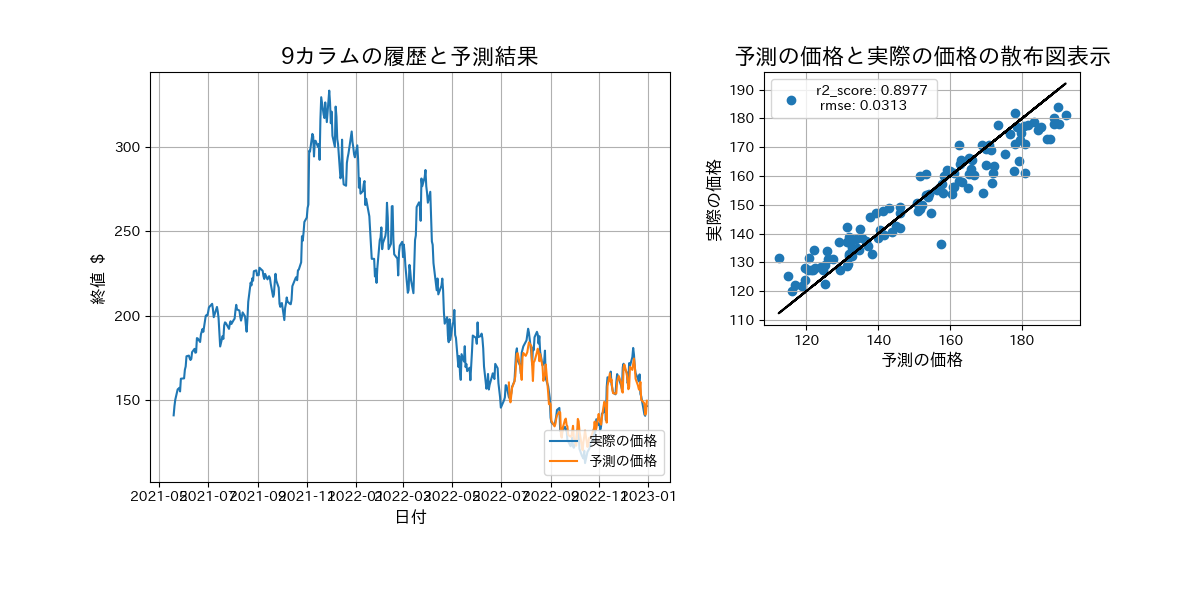 9カラムの履歴と予測結果
終値 $
300
250
200
150
2021-05
2021-07
2021-09
2021-11
2022-01
2022-03
2022-05
2022-07
2022-09
2022-11
2023-01
日付
実際の価格
予測の価格
予測の価格と実際の価格の散布図表示
実際の価格
190
180
170
160
150
140
130
120
110
r2_score: 0.8977
rmse: 0.0313
120
140
160
180
予測の価格